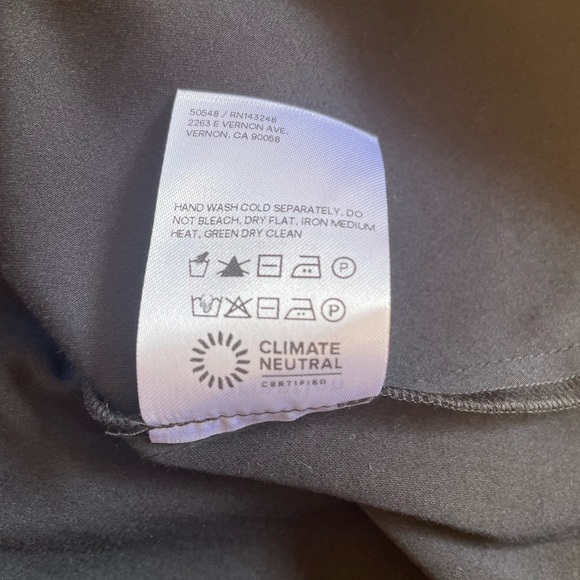 50548 / RN143246
2263 E VERNON AVE,
VERNON, CA 90058
HAND WASH COLD SEPARATELY. DO
NOT BLEACH, DRY FLAT, IRON MEDIUM
HEAT, GREEN DRY CLEAN
P
P
CLIMATE
NEUTRAL
CERTIFIED